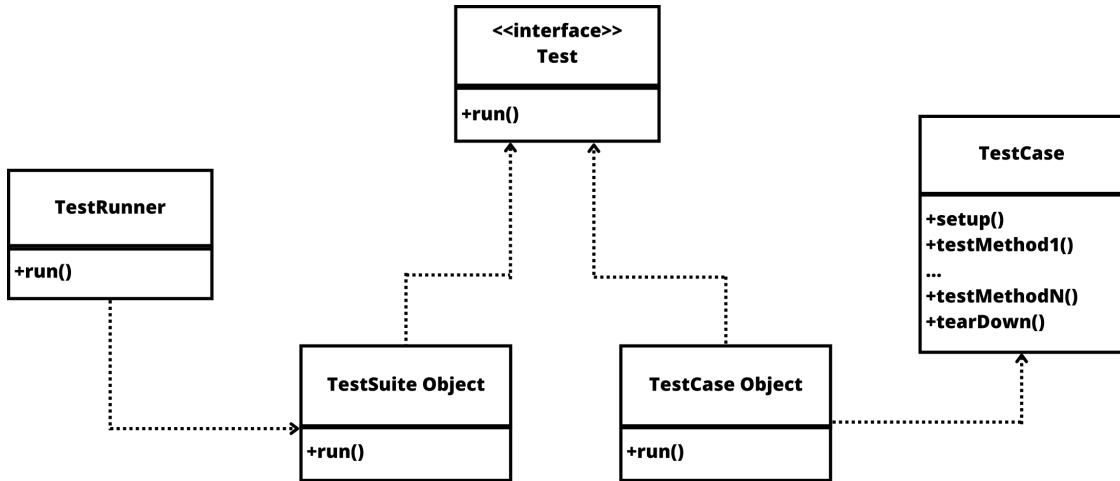 <<interface>>
Test
+run()
TestCase
+setup()
+testMethod1()
...
+testMethodN()
+tearDown()
TestRunner
+run()
TestSuite Object
+run()
TestCase Object
+run()